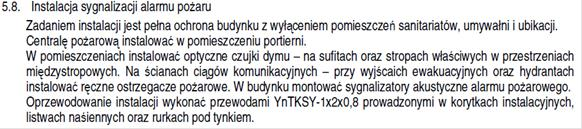 5.8. Instalacja sygnalizacji alarmu pożaru
Zadaniem instalacji jest pełna ochrona budynku z wyłączeniem pomieszczeń sanitariatów, umywalni i ubikacji.
Centralę pożarową instalować w pomieszczeniu portierni.
W pomieszczeniach instalować optyczne czujki dymu – na sufitach oraz stropach właściwych w przestrzeniach
międzystropowych. Na ścianach ciągów komunikacyjnych – przy wyjścaich ewakuacyjnych oraz hydrantach
instalować ręczne ostrzegacze pożarowe. W budynku montować sygnalizatory akustyczne alarmu pożarowego.
Oprzewodowanie instalacji wykonać przewodami YnTKSY-1x2x0,8 prowadzonymi w korytkach instalacyjnych,
listwach naśiennych oraz rurkach pod tynkiem.